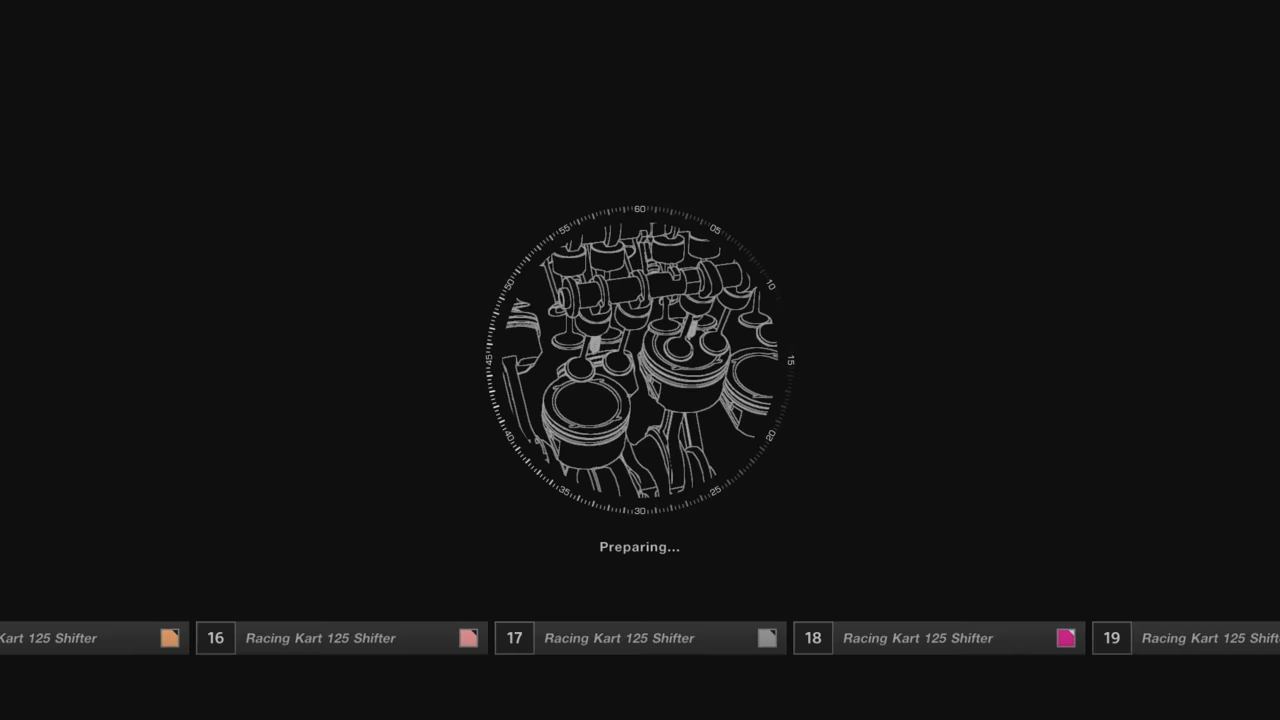 60
05
10
15
20
25
30
35
40
45
50
55
Preparing...
Kart 125 Shifter
16 Racing Kart 125 Shifter
17 Racing Kart 125 Shifter
18 Racing Kart 125 Shifter
19 Racing Kart 125